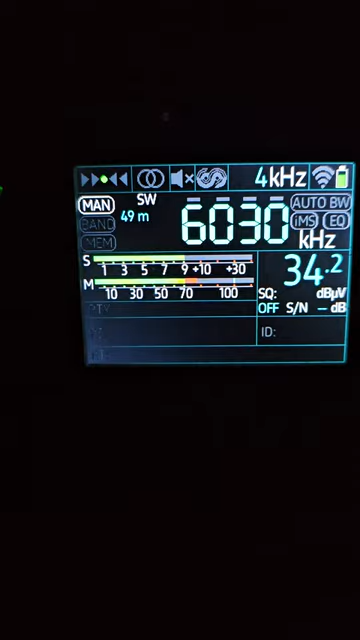 4kHz
MAN SW AUTO BW
BAND 49 m 6030 iMS EQ
MEM kHz
S 1 3 5 7 9 +10 +30
34.2
M 10 30 50 70 100
SQ: dBµV
OFF S/N -- dB
PTY
ID: